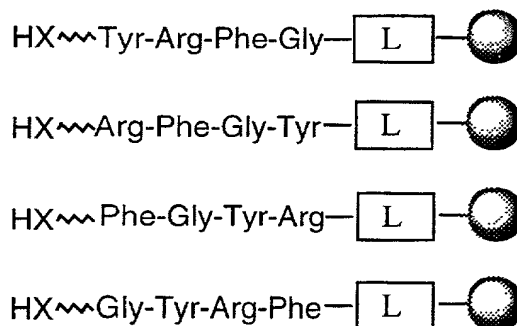 HX Tyr-Arg-Phe-Gly L
HX Arg-Phe-Gly-Tyr L
HX Phe-Gly-Tyr-Arg L
HX Gly-Tyr-Arg-Phe L